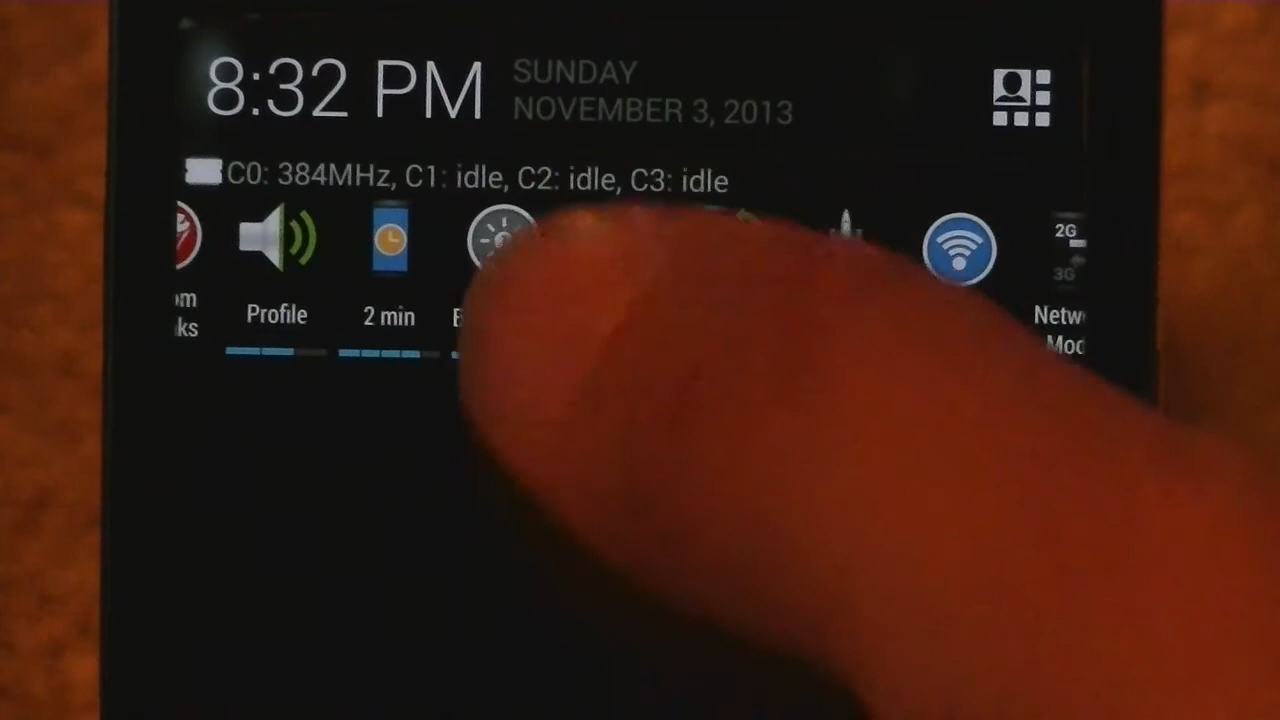 8:32 PM
SUNDAY
NOVEMBER 3, 2013
C0: 384MHz, C1: idle, C2: idle, C3: idle
2G
3G
Profile
2 min